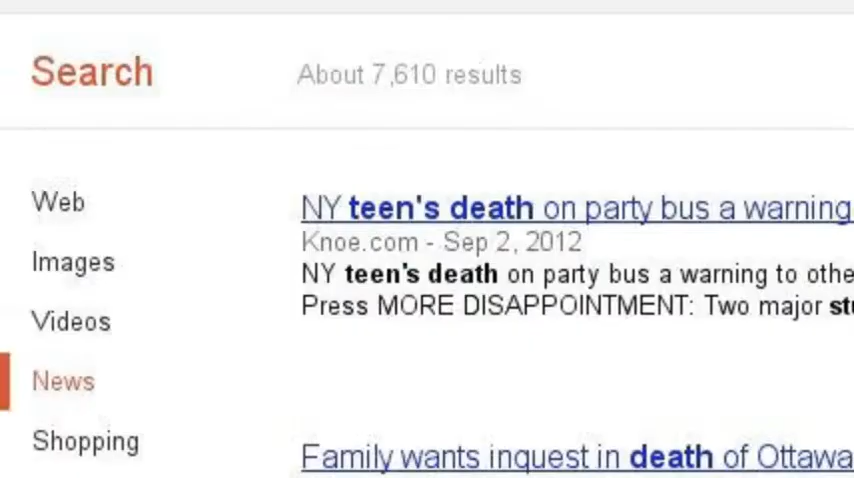 Search
About 7,610 results
Web
Images
Videos
News
Shopping
NY teen's death on party bus a warning
Knoe.com - Sep 2, 2012
NY teen's death on party bus a warning to
Press MORE DISAPPOINTMENT: Two major
Family wants inquest in death of Ottawa